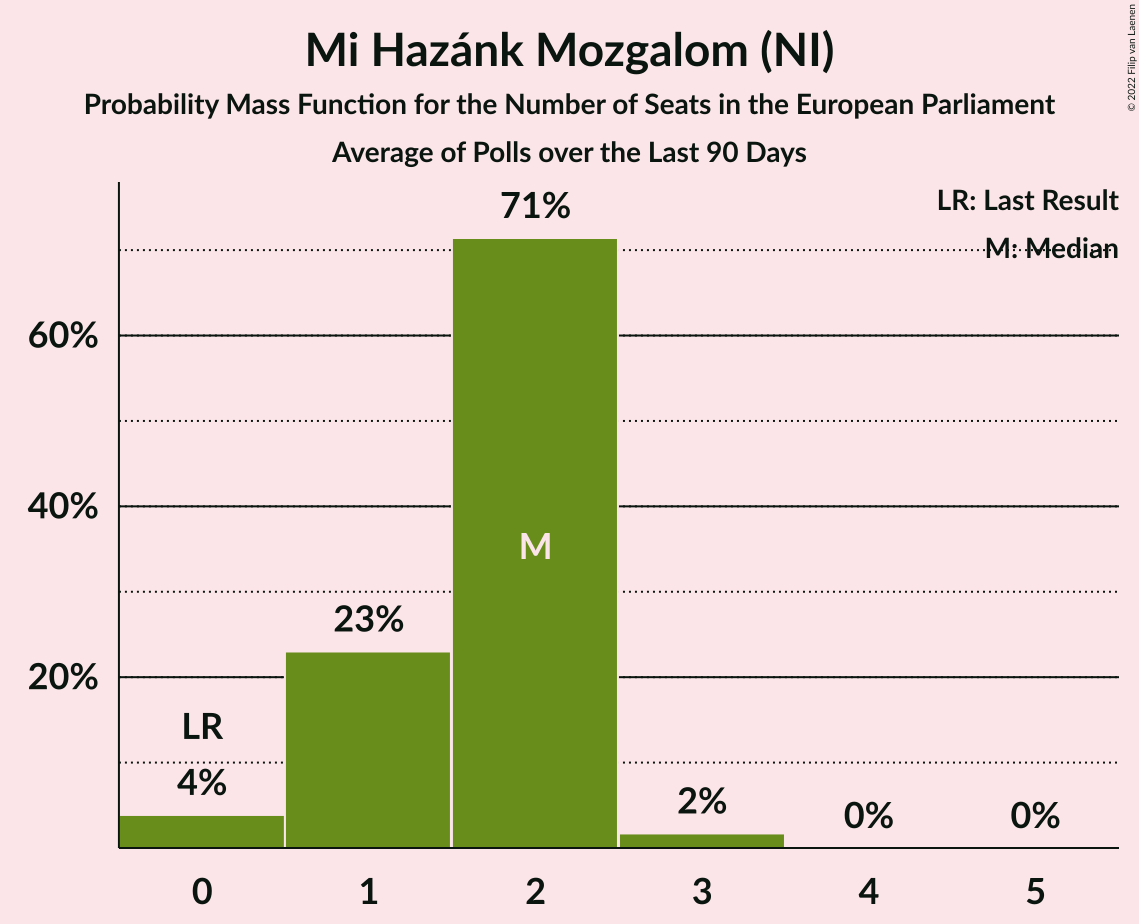 Mi Hazánk Mozgalom (NI)
Probability Mass Function for the Number of Seats in the European Parliament
Average of Polls over the Last 90 Days
© 2022 Filip van Laenen
LR: Last Result
M: Median
71%
60%
40%
M
23%
20%
LR
4%
2%
0%
0%
0 1 2 3 4 5